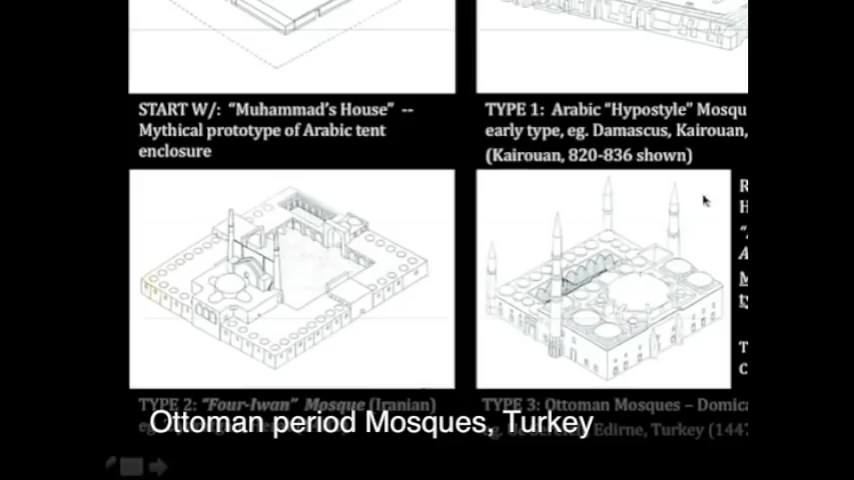 START W/: “Muhammad’s House” --
Mythical prototype of Arabic tent
enclosure
TYPE 1: Arabic “Hypostyle” Mosqu
early type, eg. Damascus, Kairouan,
(Kairouan, 820-836 shown)
R
H
“
A
M
T
C
TYPE 2: “Four-Iwan” Mosque (Iranian)
TYPE 3: Ottoman Mosques – Domic
Edirne, Turkey (1447
Ottoman period Mosques, Turkey